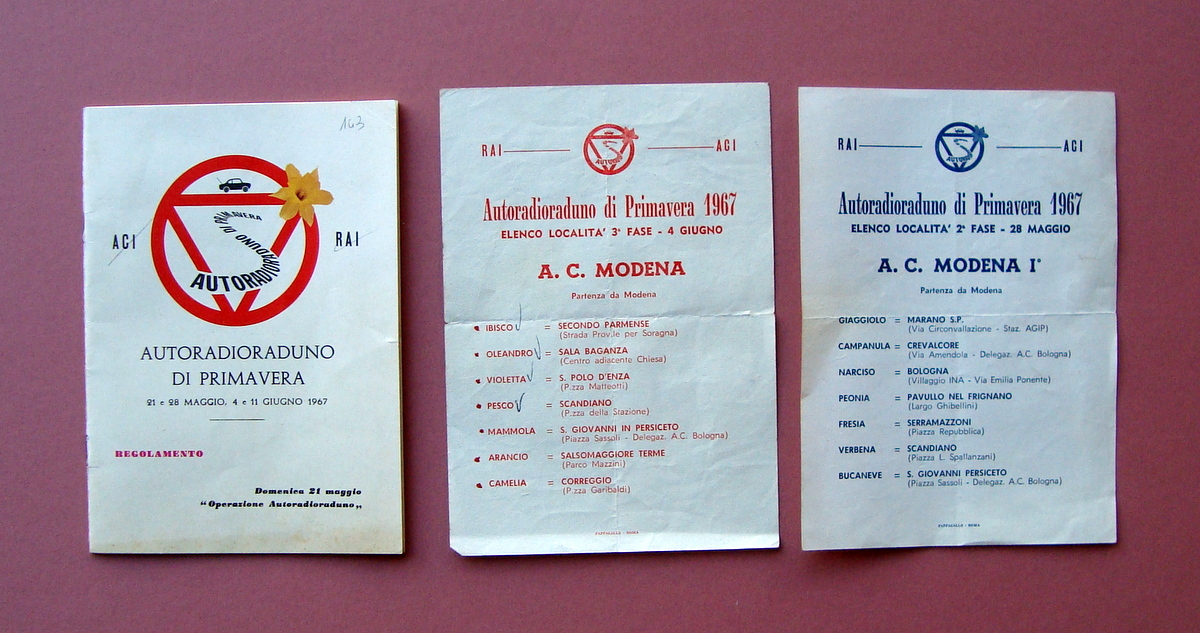 143
ACI
RAI
AUTORADIORADUNO DI PRIMAVERA
AUTORADIORADUNO
DI PRIMAVERA
21 e 28 MAGGIO, 4 e 11 GIUGNO 1967
REGOLAMENTO
Domenica 21 maggio
“Operazione Autoradioraduno„
RAI
ACI
Autoradioraduno di Primavera 1967
ELENCO LOCALITA' 3ª FASE - 4 GIUGNO
A. C. MODENA
Partenza da Modena
IBISCO = SECONDO PARMENSE
(Strada Prov.le per Soragna)
OLEANDRO = SALA BAGANZA
(Centro adiacente Chiesa)
VIOLETTA = S. POLO D'ENZA
(P.zza Matteotti)
PESCO = SCANDIANO
(P.zza della Stazione)
MAMMOLA = S. GIOVANNI IN PERSICETO
(Piazza Sassoli - Delegaz. A.C. Bologna)
ARANCIO = SALSOMAGGIORE TERME
(Parco Mazzini)
CAMELIA = CORREGGIO
(P.zza Garibaldi)
RAI
ACI
Autoradioraduno di Primavera 1967
ELENCO LOCALITA' 2ª FASE - 28 MAGGIO
A. C. MODENA I°
Partenza da Modena
GIAGGIOLO = MARANO S.P.
(Via Circonvallazione - Staz. AGIP)
CAMPANULA = CREVALCORE
(Via Amendola - Delegaz. A.C. Bologna)
NARCISO = BOLOGNA
(Villaggio INA - Via Emilia Ponente)
PEONIA = PAVULLO NEL FRIGNANO
(Largo Ghibellini)
FRESIA = SERRAMAZZONI
(Piazza Repubblica)
VERBENA = SCANDIANO
(Piazza L. Spallanzani)
BUCANEVE = S. GIOVANNI PERSICETO
(Piazza Sassoli - Delegaz. A.C. Bologna)